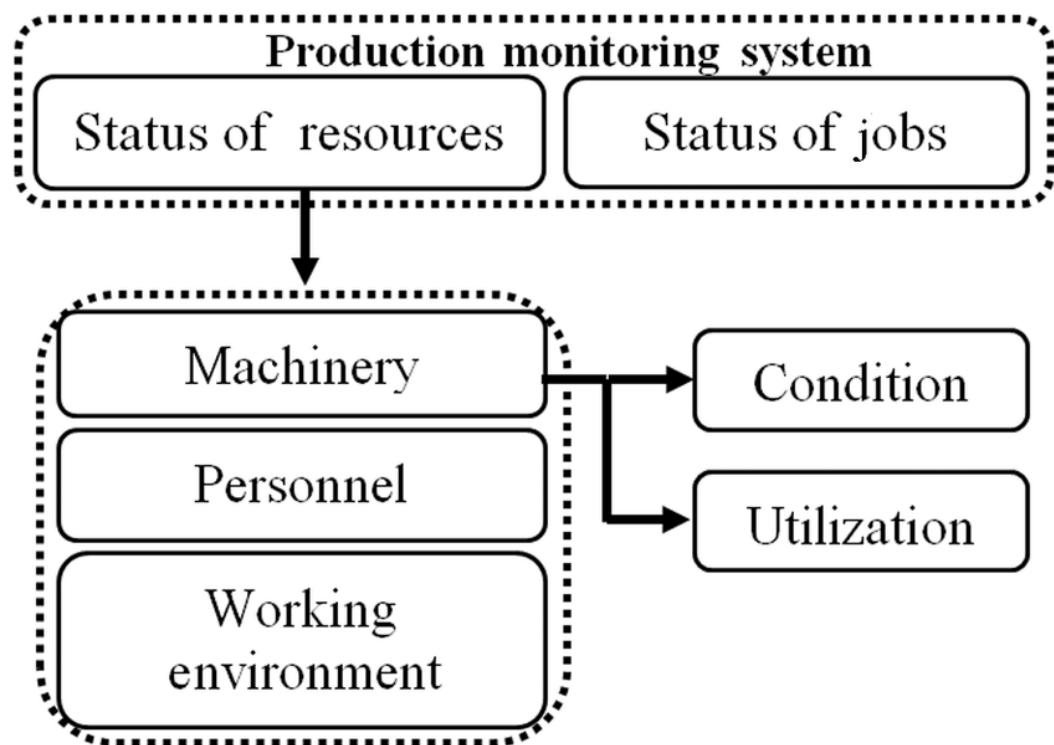 Production monitoring system
Status of resources
Status of jobs
Machinery
Condition
Personnel
Utilization
Working
environment